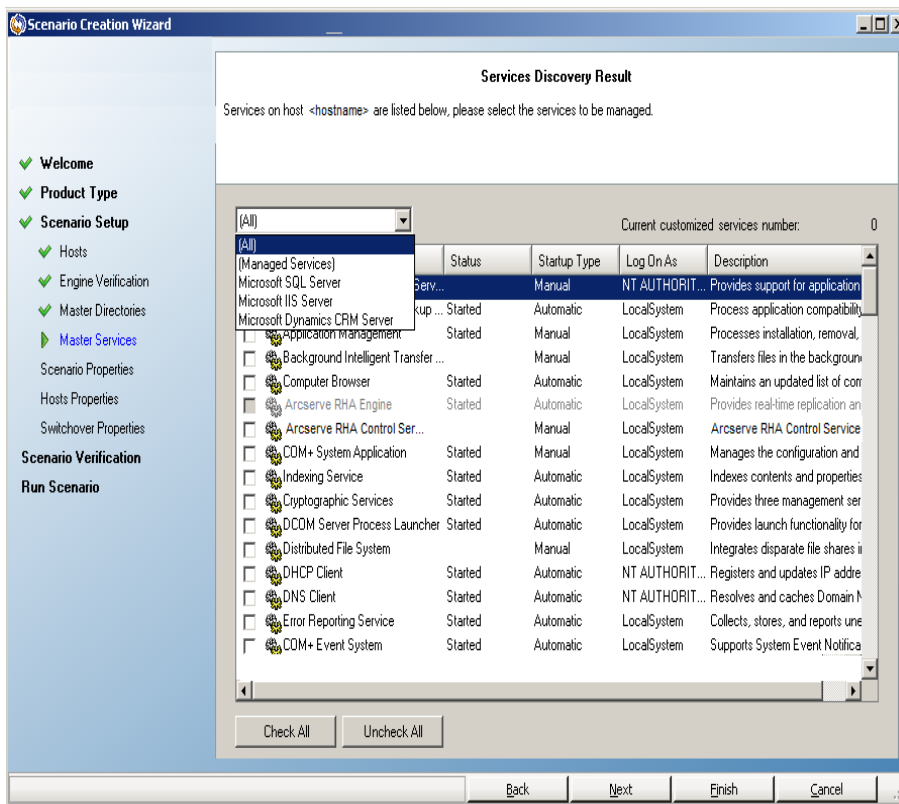 Scenario Creation Wizard
Services Discovery Result
Services on host <hostname> are listed below, please select the services to be managed.
Welcome
Product Type
Scenario Setup
Hosts
Engine Verification
Master Directories
Master Services
Scenario Properties
Hosts Properties
Switchover Properties
Scenario Verification
Run Scenario
(All)
Current customized services number: 0
(All)
(Managed Services)
Microsoft SQL Server
Microsoft IIS Server
Microsoft Dynamics CRM Server
Status Startup Type Log On As Description
Serv... Manual NT AUTHORIT... Provides support for application
kup ... Started Automatic LocalSystem Process application compatibility
Application Management Started Manual LocalSystem Processes installation, removal,
Background Intelligent Transfer ... Manual LocalSystem Transfers files in the backgroun
Computer Browser Started Automatic LocalSystem Maintains an updated list of com
Arcserve RHA Engine Started Automatic LocalSystem Provides real-time replication an
Arcserve RHA Control Ser... Manual LocalSystem Arcserve RHA Control Service
COM+ System Application Started Manual LocalSystem Manages the configuration and
Indexing Service Started Automatic LocalSystem Indexes contents and properties
Cryptographic Services Started Automatic LocalSystem Provides three management ser
DCOM Server Process Launcher Started Automatic LocalSystem Provides launch functionality for
Distributed File System Manual LocalSystem Integrates disparate file shares i
DHCP Client Started Automatic NT AUTHORIT... Registers and updates IP addre
DNS Client Started Automatic NT AUTHORIT... Resolves and caches Domain N
Error Reporting Service Started Automatic LocalSystem Collects, stores, and reports une
COM+ Event System Started Automatic LocalSystem Supports System Event Notifica
Check All Uncheck All
Back Next Finish Cancel